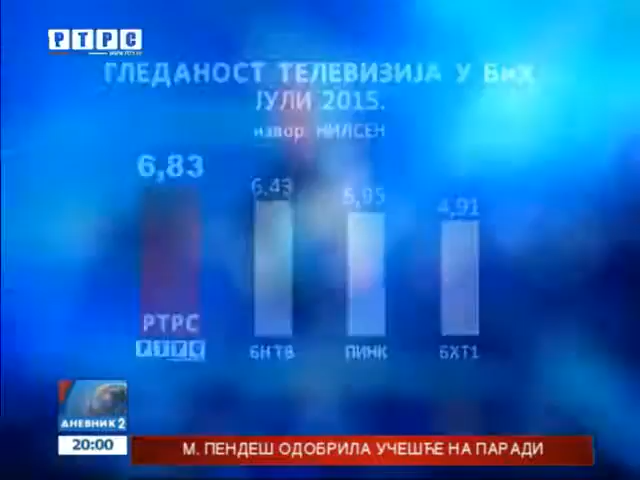 РТРС
ГЛЕДАНОСТ ТЕЛЕВИЗИЈА У БиХ
ЈУЛИ 2015.
извор НИЛСЕН
6,83
6,43
5,95
4,91
РТРС
РТРС
БНТВ
ПИНК
БХТ1
ДНЕВНИК 2
20:00
М. ПЕНДЕШ ОДОБРИЛА УЧЕШЋЕ НА ПАРАДИ